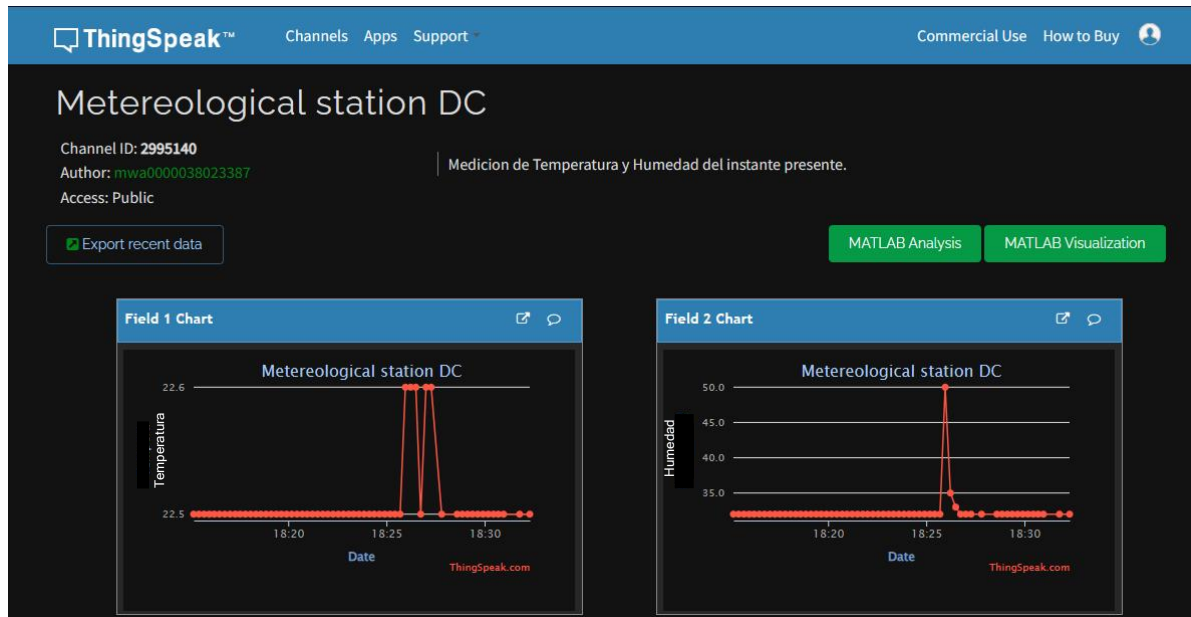 ThingSpeak™ Channels Apps Support Commercial Use How to Buy
Metereological station DC
Channel ID: 2995140
Author: mwa0000038023387
Access: Public
Medicion de Temperatura y Humedad del instante presente.
Export recent data
MATLAB Analysis
MATLAB Visualization
Field 1 Chart
Metereological station DC
22.6
Temperatura
22.5
18:20 18:25 18:30
Date
ThingSpeak.com
Field 2 Chart
Metereological station DC
50.0
45.0
Humedad
40.0
35.0
18:20 18:25 18:30
Date
ThingSpeak.com